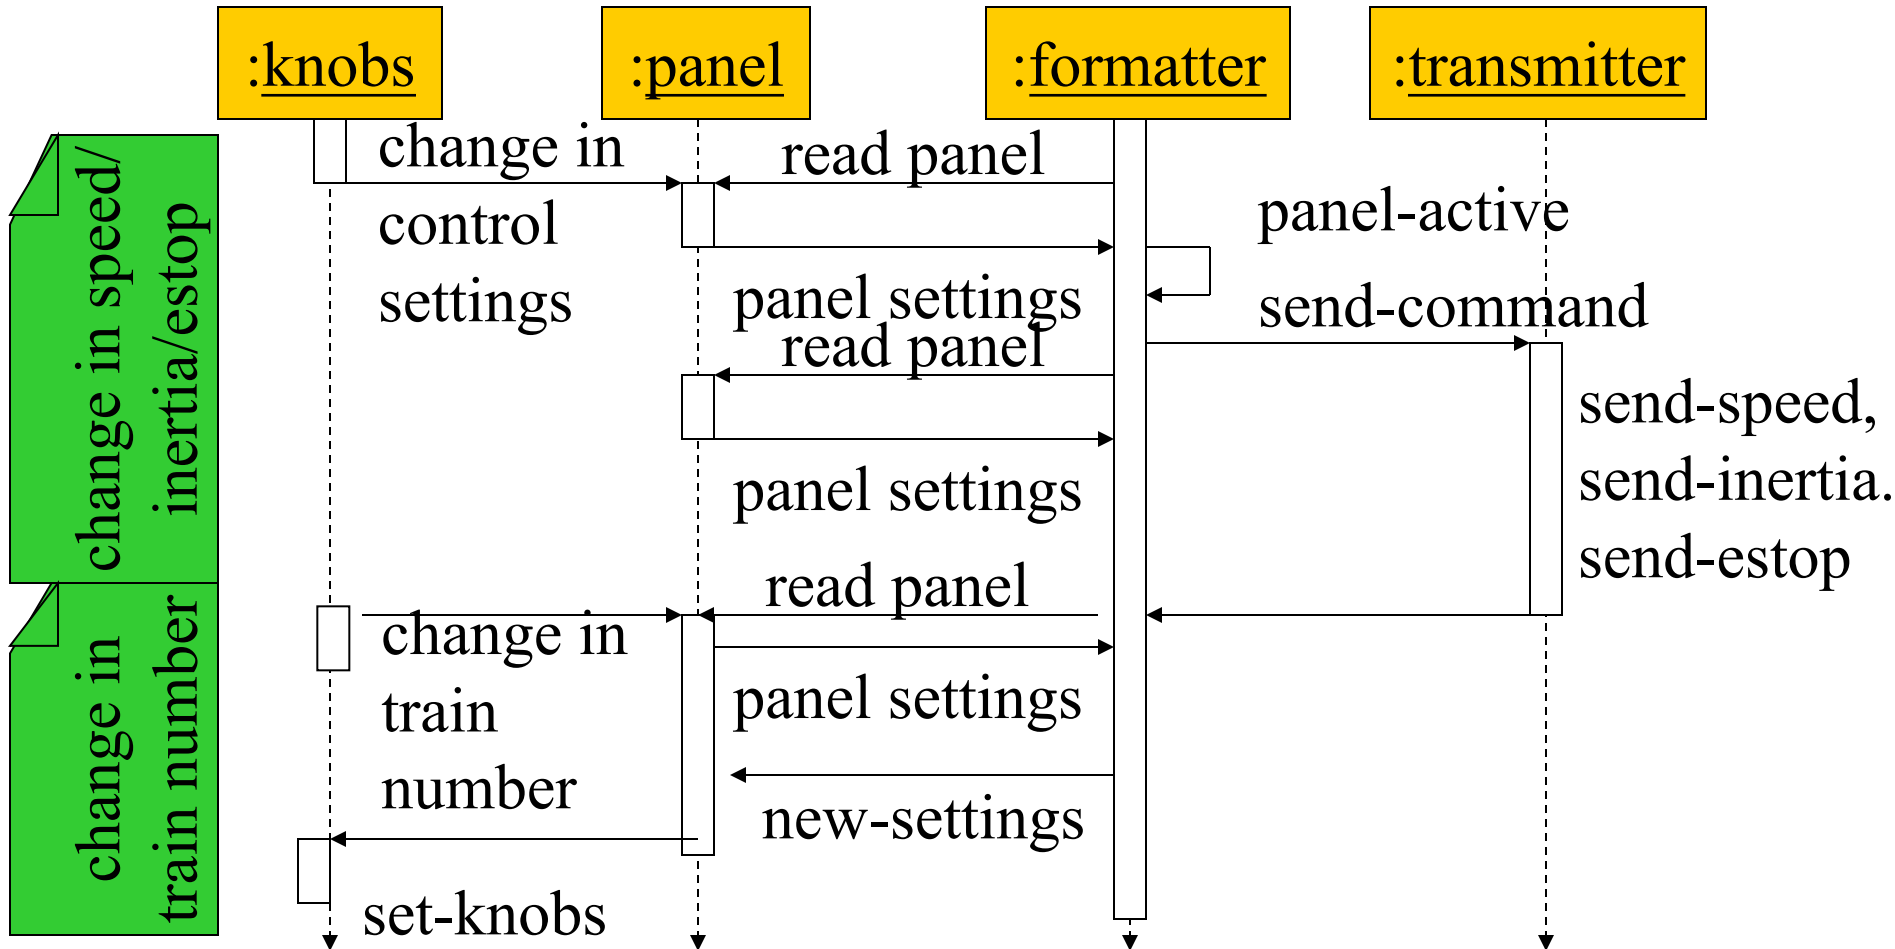 :knobs
:panel
:formatter
:transmitter
change in speed/
inertia/estop
change in
control
settings
read panel
panel-active
panel settings
send-command
read panel
send-speed,
send-inertia.
send-estop
panel settings
change in
train number
read panel
change in
train
number
panel settings
new-settings
set-knobs